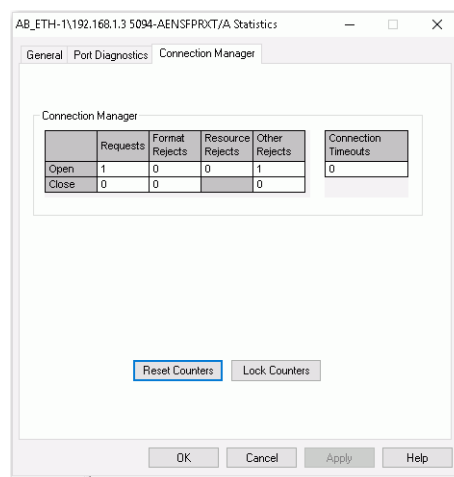 AB_ETH-1\192.168.1.3 5094-AENSFPRXT/A Statistics
General Port Diagnostics Connection Manager
Connection Manager
Requests Format Rejects Resource Rejects Other Rejects Connection Timeouts
Open 1 0 0 1 0
Close 0 0 0
Reset Counters Lock Counters
OK Cancel Apply Help